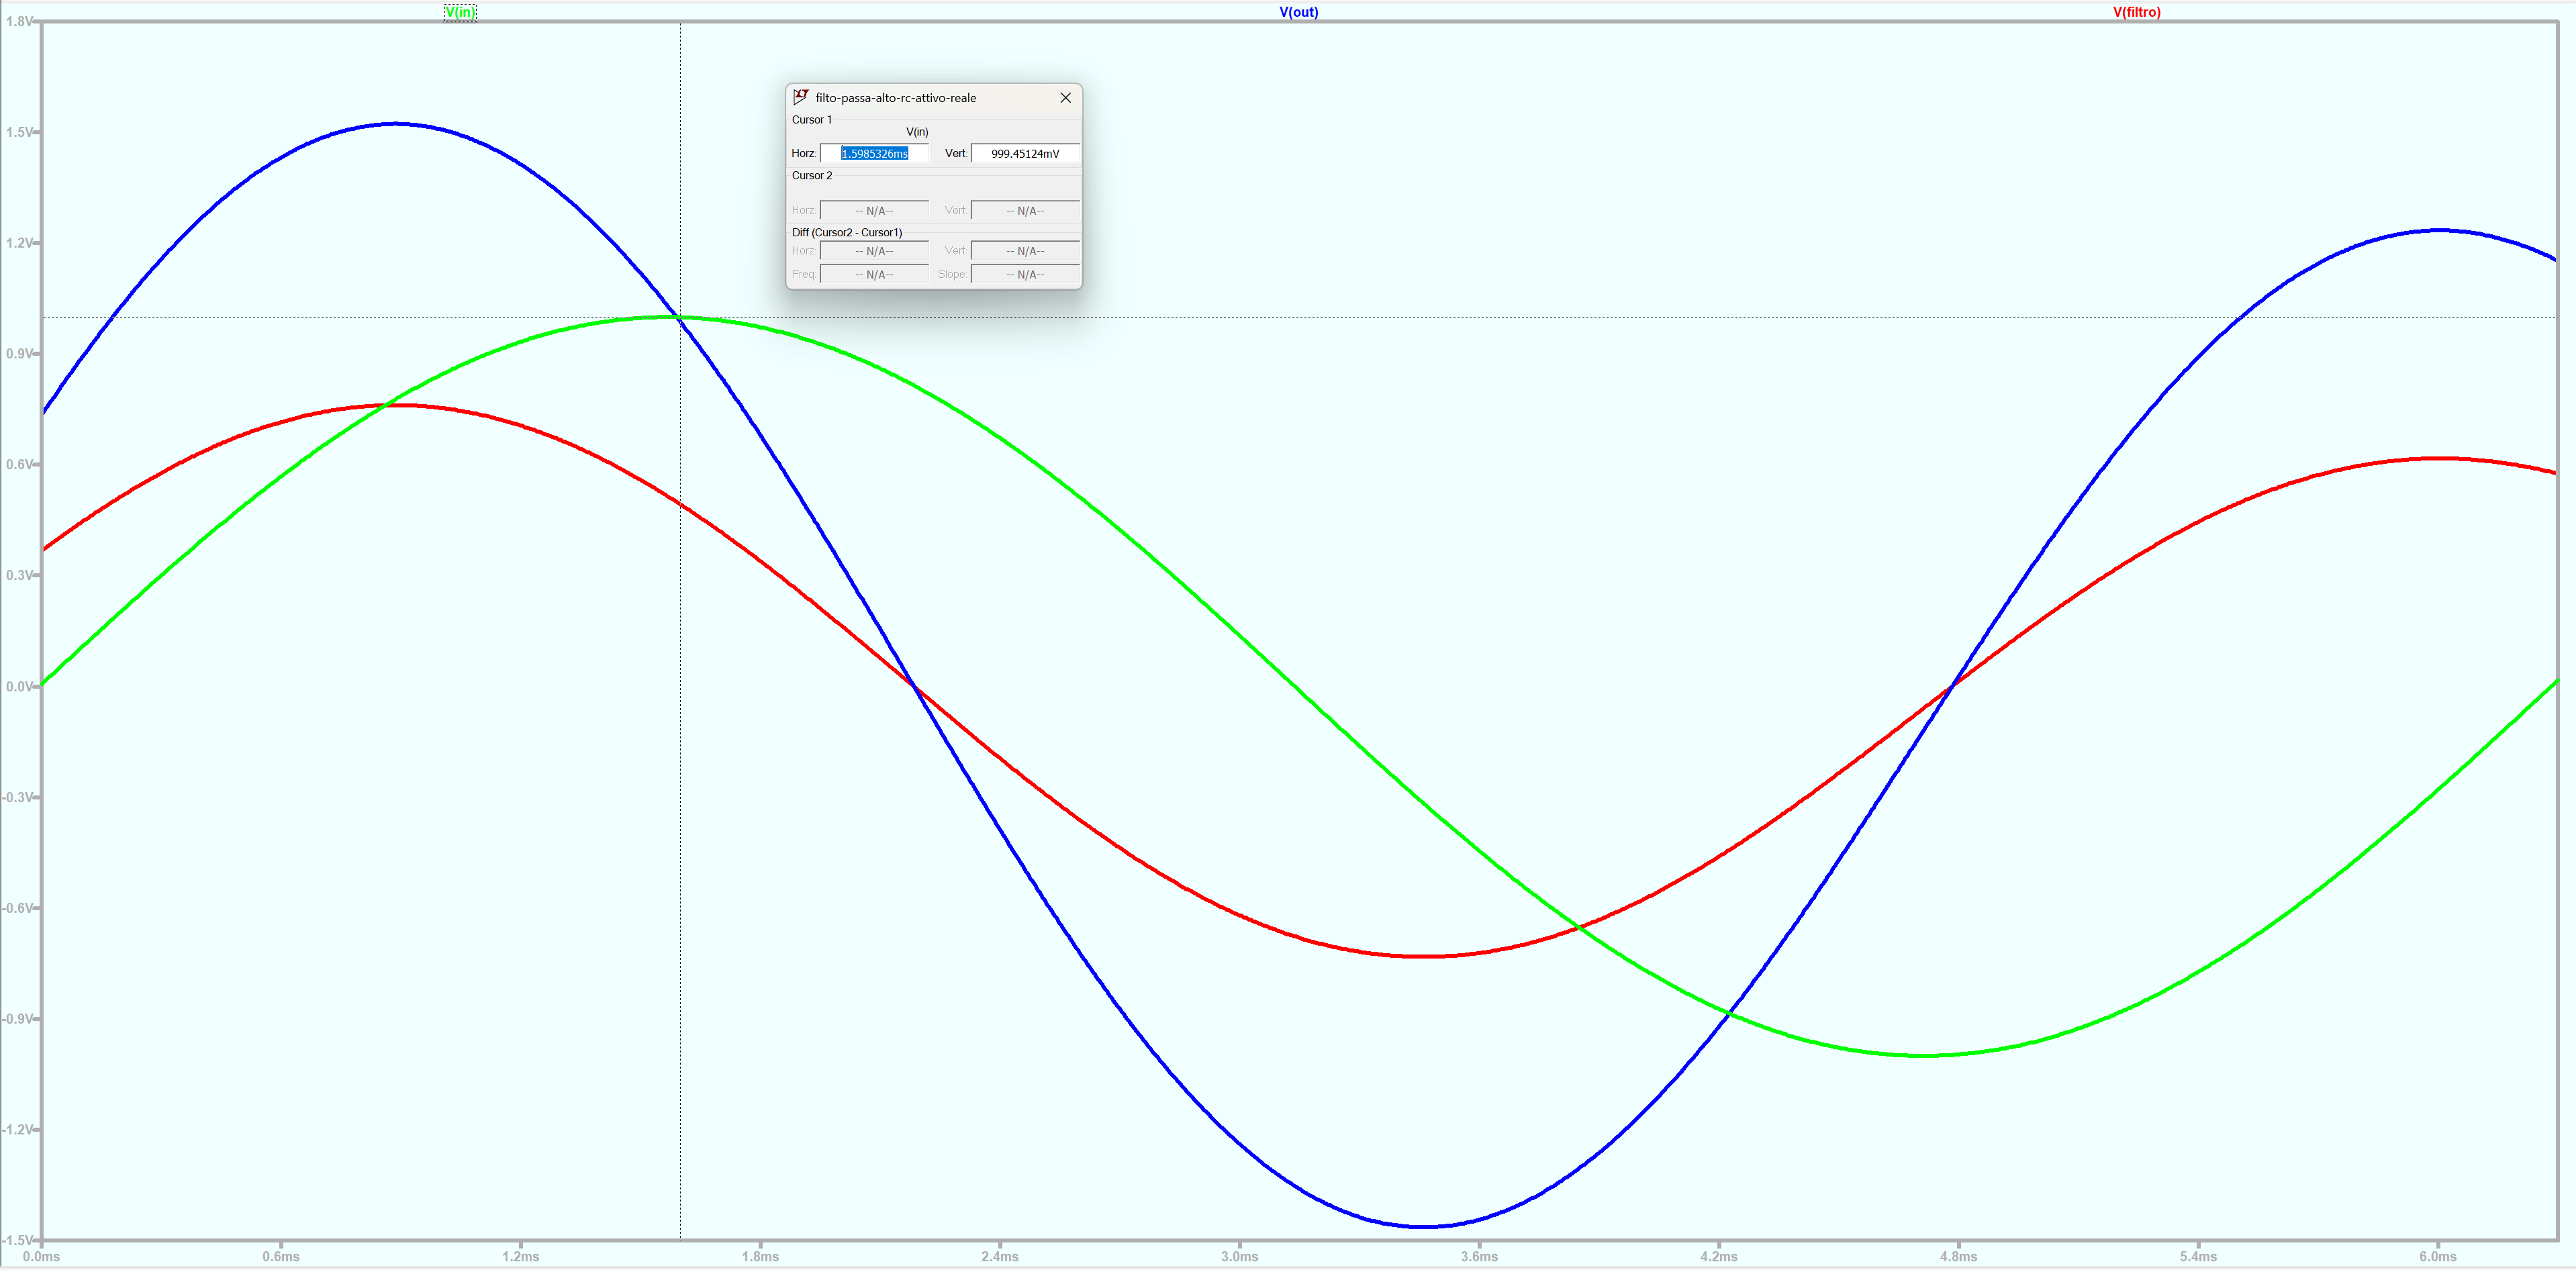 V(in) V(out) V(filtro)
1.8V
1.5V
1.2V
0.9V
0.6V
0.3V
0.0V
-0.3V
-0.6V
-0.9V
-1.2V
-1.5V
filto-passa-alto-rc-attivo-reale
Cursor 1
V(in)
Horz: 1.5985326ms Vert: 999.45124mV
Cursor 2
Horz: -- N/A-- Vert: -- N/A--
Diff (Cursor2 - Cursor1)
Horz: -- N/A-- Vert: -- N/A--
Freq: -- N/A-- Slope: -- N/A--
0.0ms 0.6ms 1.2ms 1.8ms 2.4ms 3.0ms 3.6ms 4.2ms 4.8ms 5.4ms 6.0ms